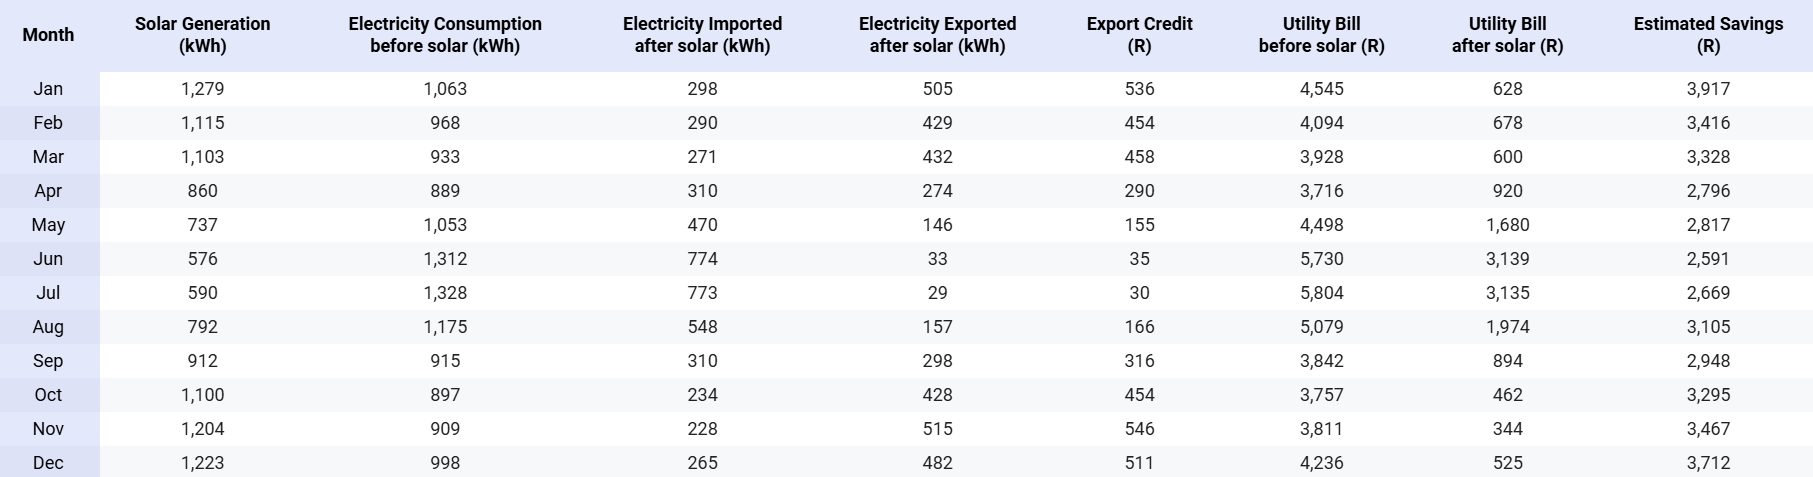 Month Solar Generation (kWh) Electricity Consumption before solar (kWh) Electricity Imported after solar (kWh) Electricity Exported after solar (kWh) Export Credit (R) Utility Bill before solar (R) Utility Bill after solar (R) Estimated Savings (R)
Jan 1,279 1,063 298 505 536 4,545 628 3,917
Feb 1,115 968 290 429 454 4,094 678 3,416
Mar 1,103 933 271 432 458 3,928 600 3,328
Apr 860 889 310 274 290 3,716 920 2,796
May 737 1,053 470 146 155 4,498 1,680 2,817
Jun 576 1,312 774 33 35 5,730 3,139 2,591
Jul 590 1,328 773 29 30 5,804 3,135 2,669
Aug 792 1,175 548 157 166 5,079 1,974 3,105
Sep 912 915 310 298 316 3,842 894 2,948
Oct 1,100 897 234 428 454 3,757 462 3,295
Nov 1,204 909 228 515 546 3,811 344 3,467
Dec 1,223 998 265 482 511 4,236 525 3,712